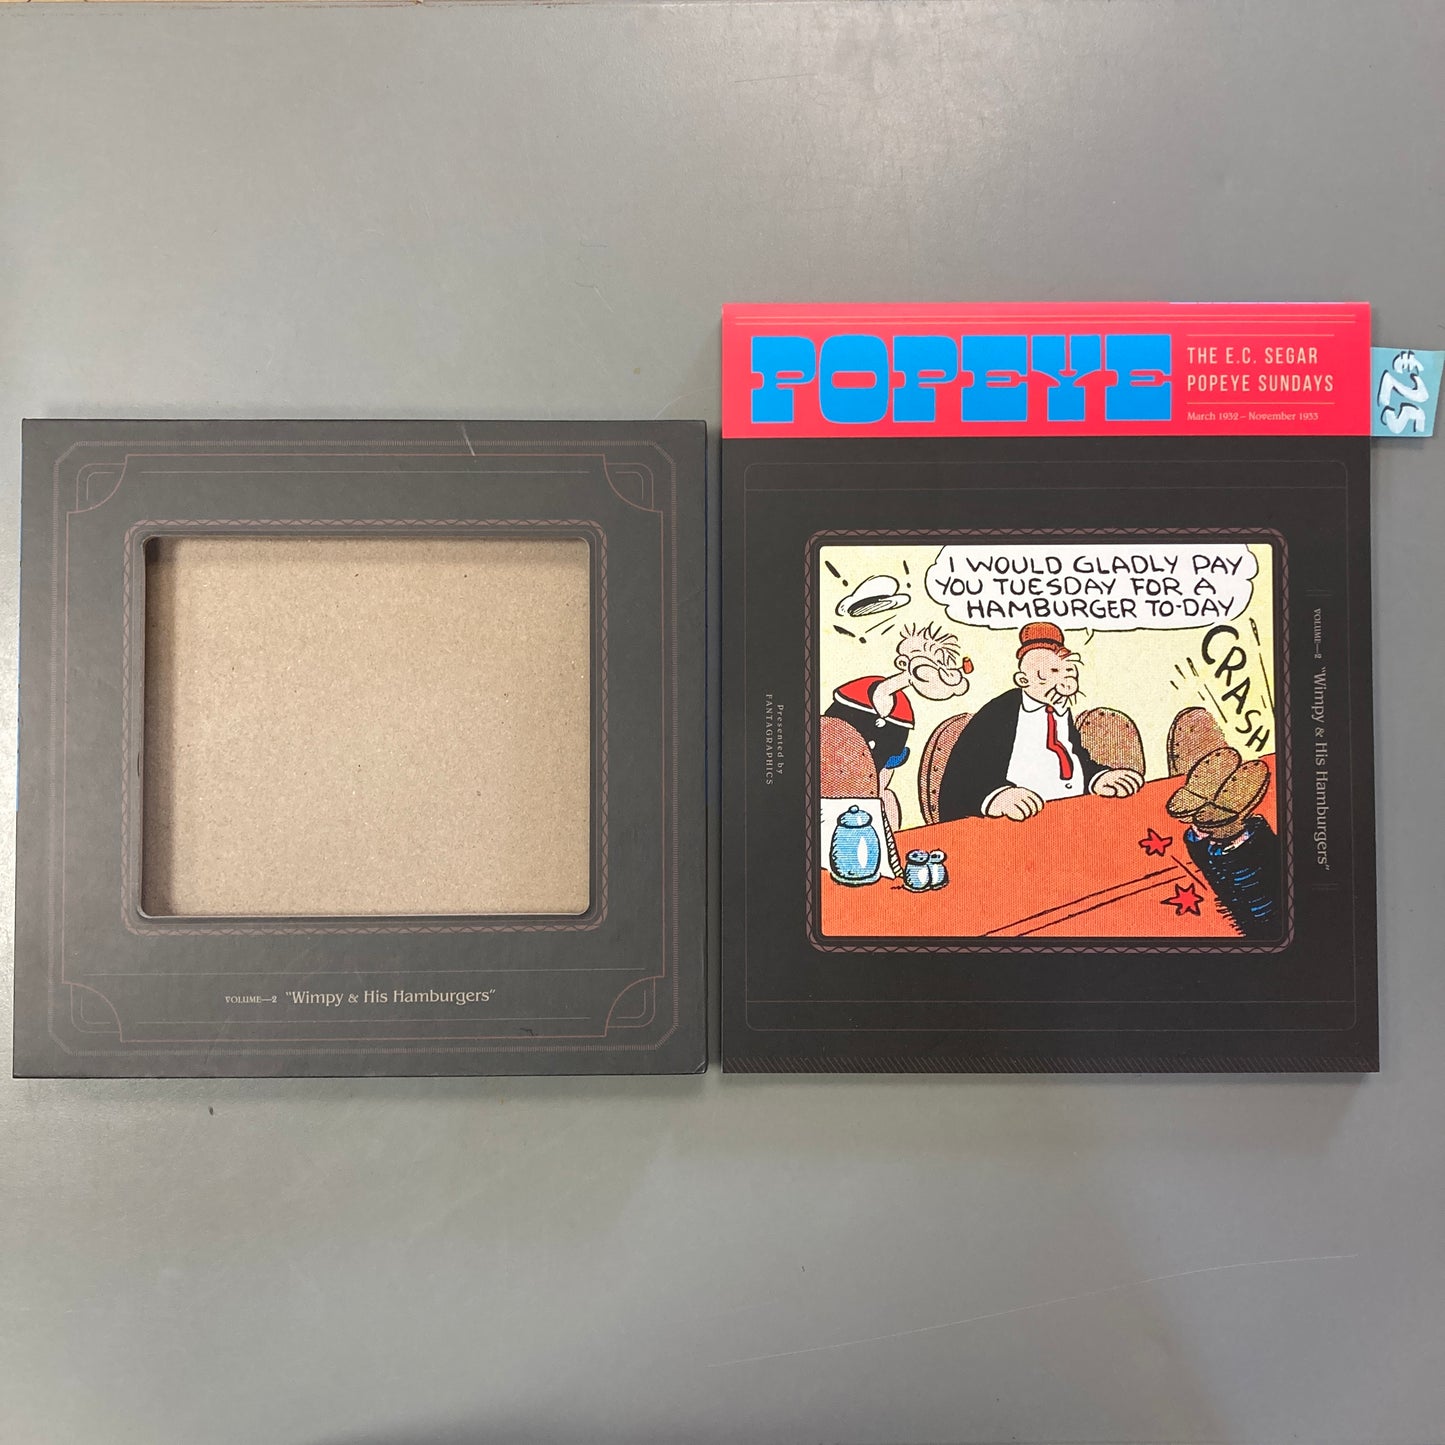 VOLUME—2 "Wimpy & His Hamburgers"
POPEYE
THE E.C. SEGAR
POPEYE SUNDAYS
March 1932 – November 1933
€25
I WOULD GLADLY PAY
YOU TUESDAY FOR A
HAMBURGER TO-DAY
CRASH
Presented by
FANTAGRAPHICS
VOLUME—2 "Wimpy & His Hamburgers"